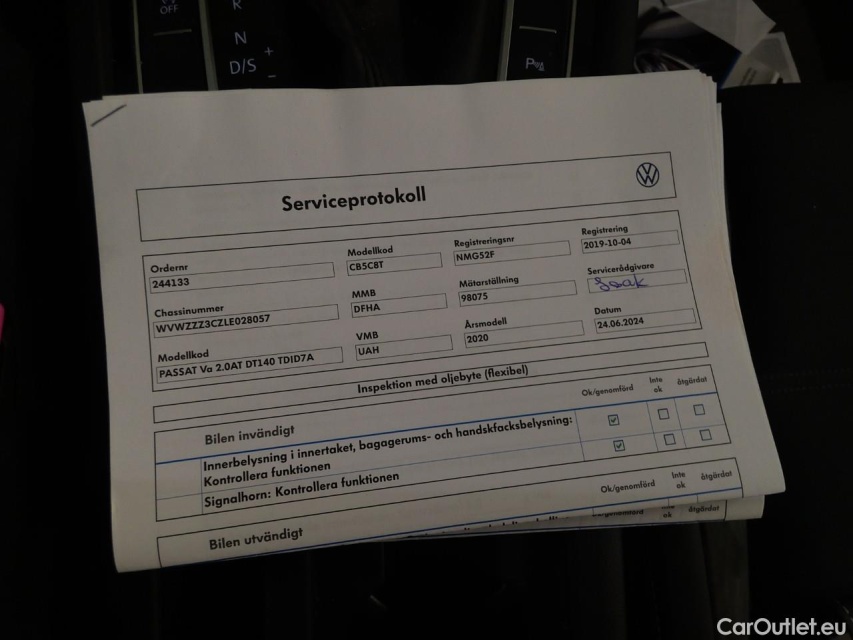 OFF
R
N
D/S
+
−
P
Serviceprotokoll
Ordernr
244133
Modellkod
CB5C8T
Registreringsnr
NMG52F
Registrering
2019-10-04
Chassinummer
WVWZZZ3CZLE028057
MMB
DFHA
Mätarställning
98075
Servicerådgivare
Modellkod
PASSAT Va 2.0AT DT140 TDID7A
VMB
UAH
Årsmodell
2020
Datum
24.06.2024
Inspektion med oljebyte (flexibel)
Bilen invändigt
Ok/genomförd
Inte ok
åtgärdat
Innerbelysning i innertaket, bagagerums- och handskfacksbelysning:
Kontrollera funktionen
Signalhorn: Kontrollera funktionen
Bilen utvändigt
Ok/genomförd
Inte ok
åtgärdat
CarOutlet.eu